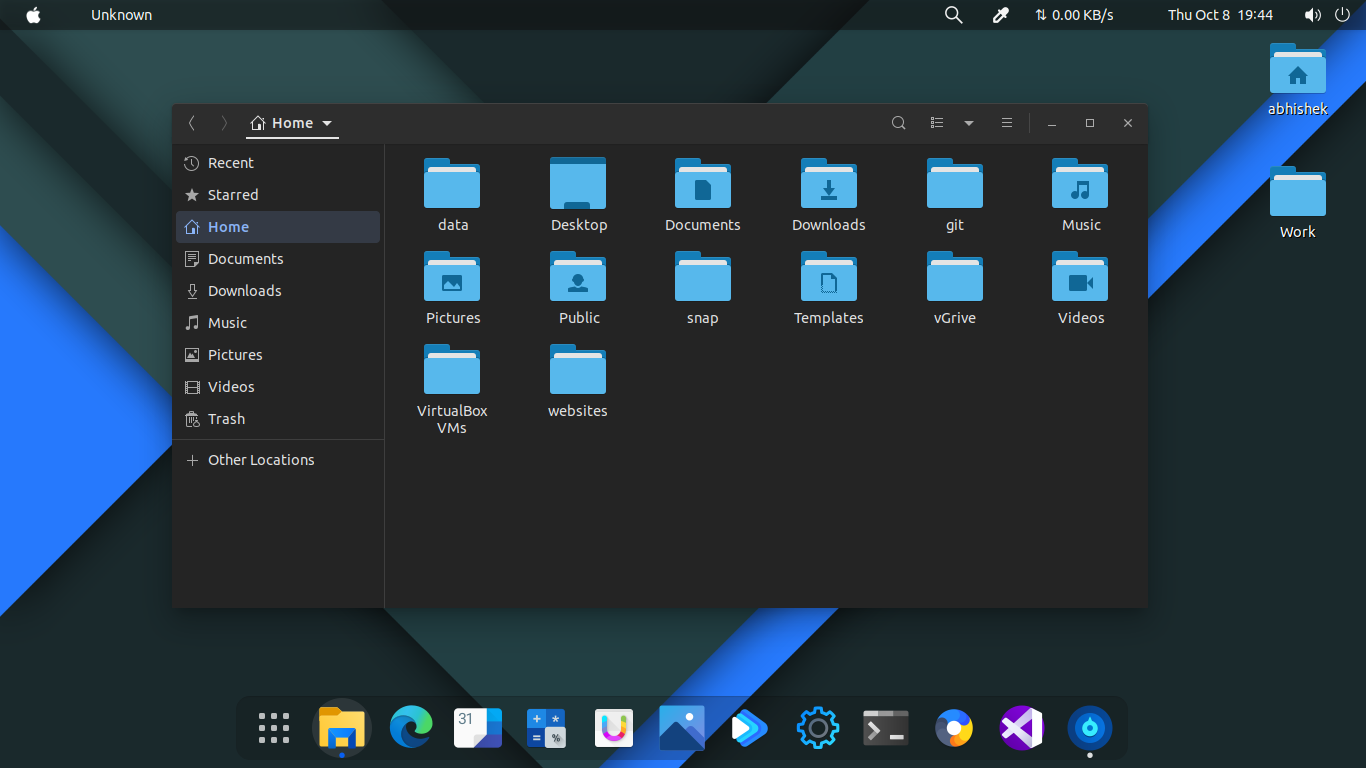 Unknown
0.00 KB/s
Thu Oct 8 19:44
abhishek
Work
Home
Recent
Starred
Home
Documents
Downloads
Music
Pictures
Videos
Trash
Other Locations
data
Desktop
Documents
Downloads
git
Music
Pictures
Public
snap
Templates
vGrive
Videos
VirtualBox
VMs
websites
31